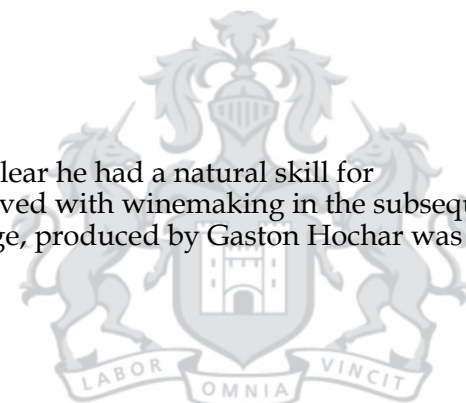 lear he had a natural skill for
ved with winemaking in the subsequ
ge, produced by Gaston Hochar was
LABOR OMNIA VINCIT